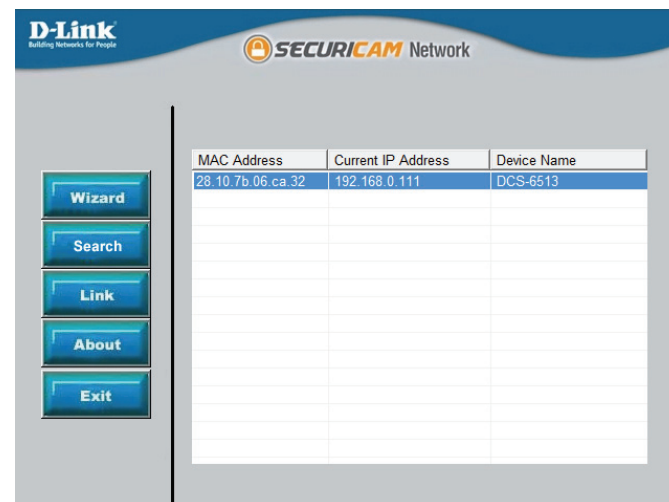 D-Link
Building Networks for People
SECURICAM Network
MAC Address Current IP Address Device Name
28.10.7b.06.ca.32 192.168.0.111 DCS-6513
Wizard
Search
Link
About
Exit